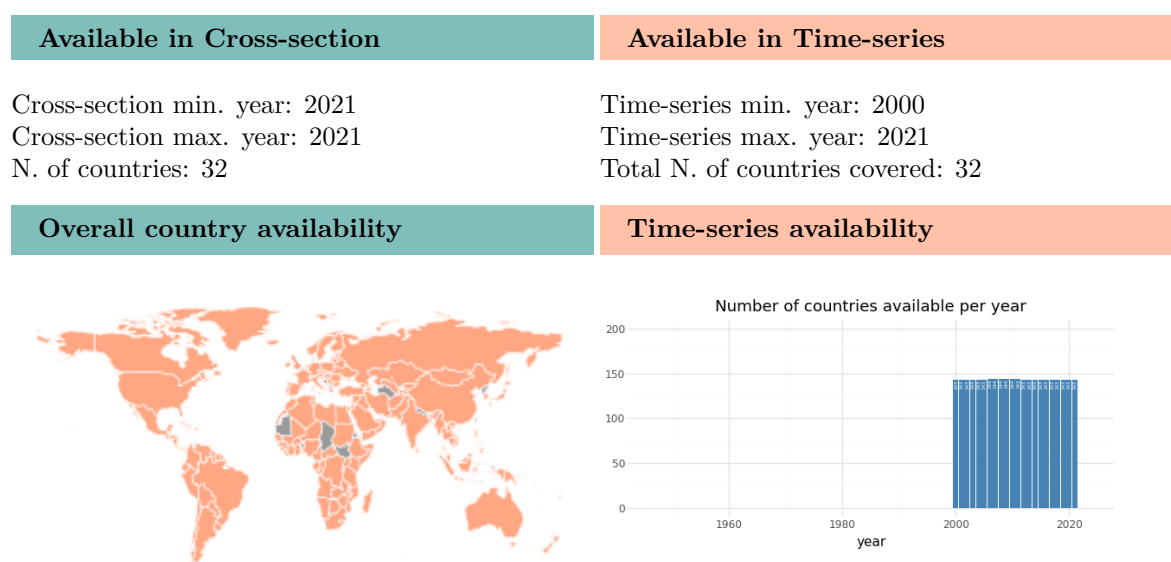 Available in Cross-section
Available in Time-series
Cross-section min. year: 2021
Cross-section max. year: 2021
N. of countries: 32
Time-series min. year: 2000
Time-series max. year: 2021
Total N. of countries covered: 32
Overall country availability
Time-series availability
Number of countries available per year
200
150
100
50
0
1960 1980 2000 2020
year